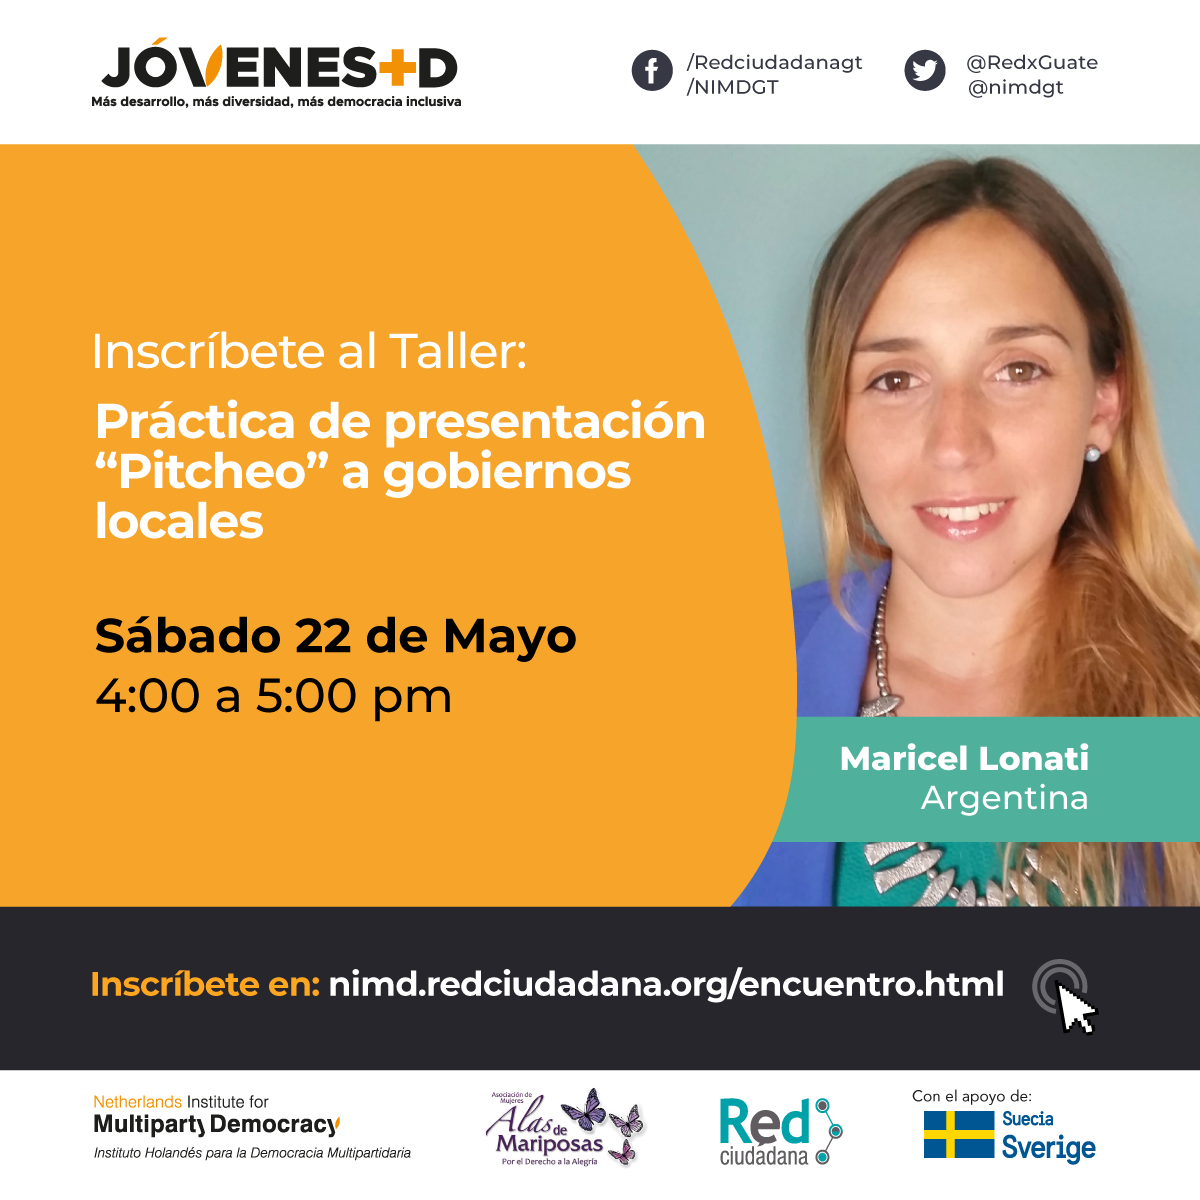 JÓVENES+D
Más desarrollo, más diversidad, más democracia inclusiva
/Redciudadanagt
/NIMDGT
@RedxGuate
@nimdgt
Inscríbete al Taller:
Práctica de presentación
“Pitcheo” a gobiernos
locales
Sábado 22 de Mayo
4:00 a 5:00 pm
Maricel Lonati
Argentina
Inscríbete en: nimd.redciudadana.org/encuentro.html
Netherlands Institute for
Multiparty Democracy
Instituto Holandés para la Democracia Multipartidaria
Asociación de
Mujeres
Alas de
Mariposas
Por el Derecho a la Alegría
Red
ciudadana
Con el apoyo de:
Suecia
Sverige